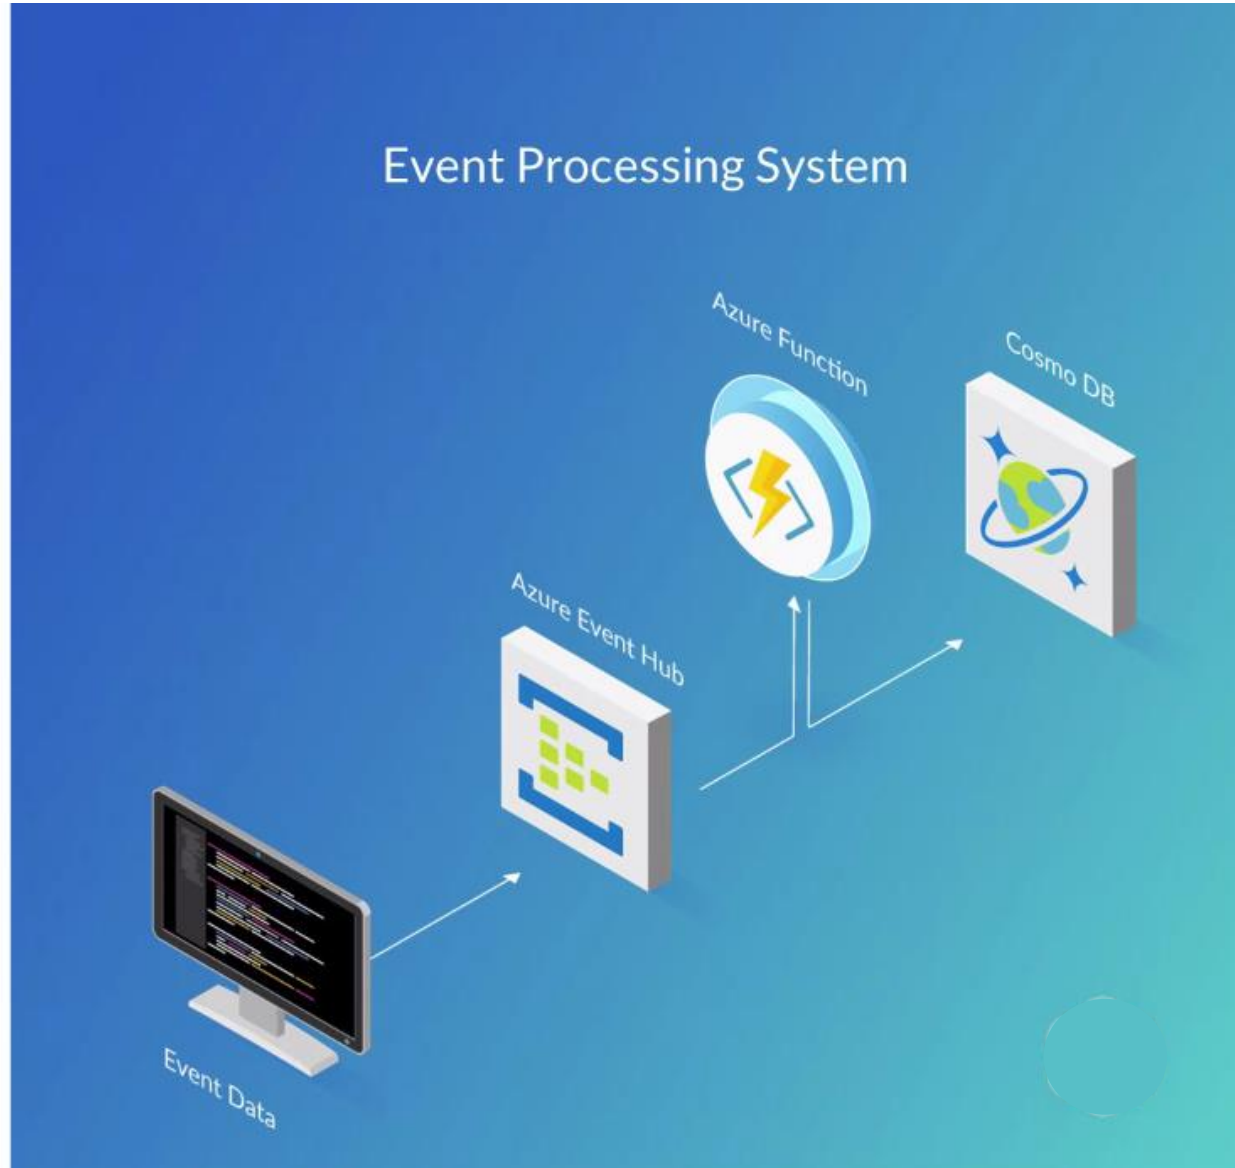 Event Processing System
Azure Function
Cosmo DB
Azure Event Hub
Event Data